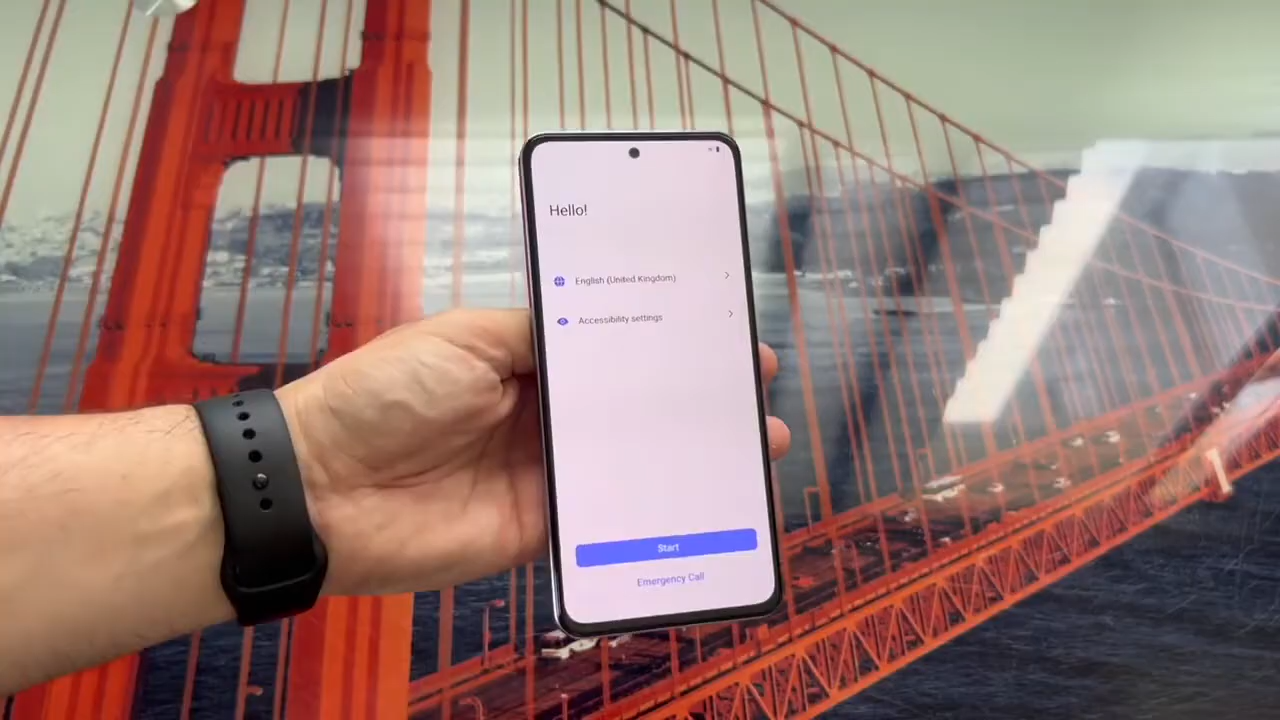 Hello!
English (United Kingdom)
Accessibility settings
Start
Emergency Call